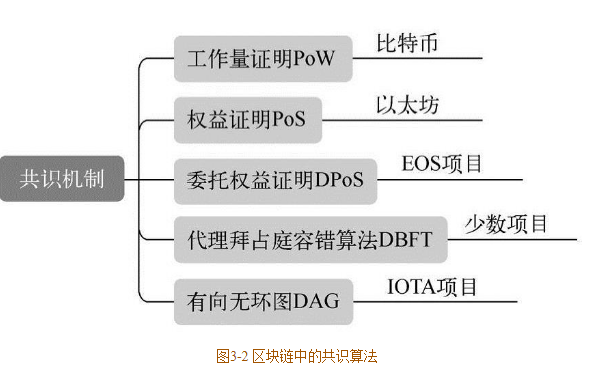 工作量证明PoW
比特币
权益证明PoS
以太坊
共识机制
委托权益证明DPoS
EOS项目
代理拜占庭容错算法DBFT
少数项目
有向无环图DAG
IOTA项目
图3-2 区块链中的共识算法